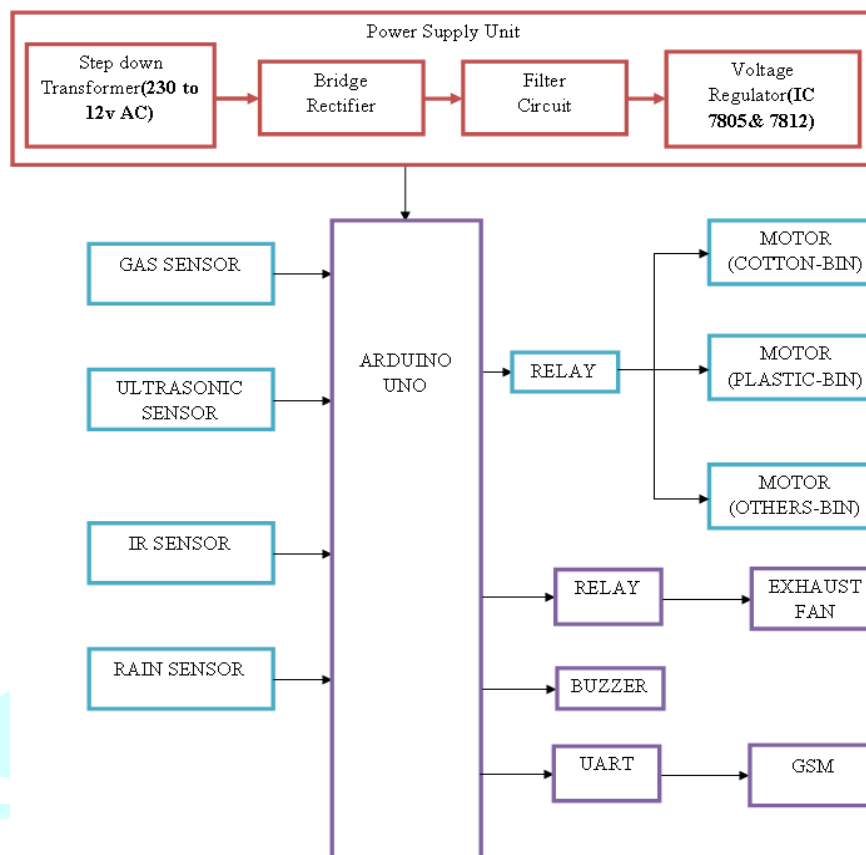 Power Supply Unit
Step down
Transformer(230 to
12v AC)
Bridge
Rectifier
Filter
Circuit
Voltage
Regulator(IC
7805& 7812)
GAS SENSOR
ULTRASONIC
SENSOR
IR SENSOR
RAIN SENSOR
ARDUINO
UNO
RELAY
MOTOR
(COTTON-BIN)
MOTOR
(PLASTIC-BIN)
MOTOR
(OTHERS-BIN)
RELAY
EXHAUST
FAN
BUZZER
UART
GSM